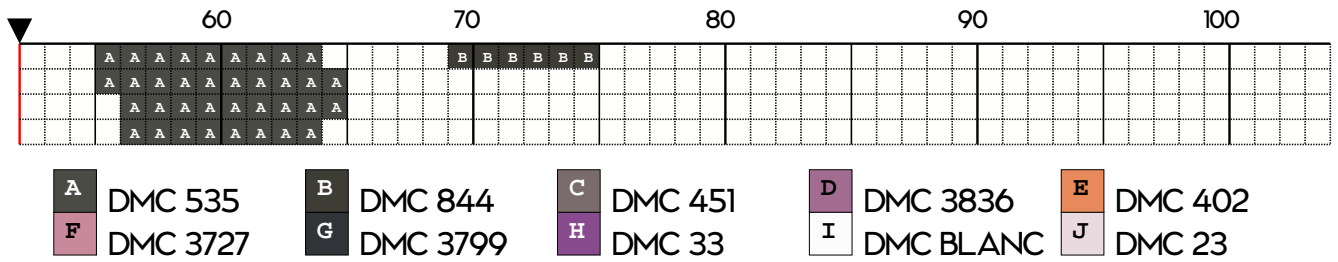 60 70 80 90 100
A A A A A A A A A B B B B B B
A A A A A A A A A A
A A A A A A A A A
A A A A A A A A
A DMC 535 B DMC 844 C DMC 451 D DMC 3836 E DMC 402
F DMC 3727 G DMC 3799 H DMC 33 I DMC BLANC J DMC 23